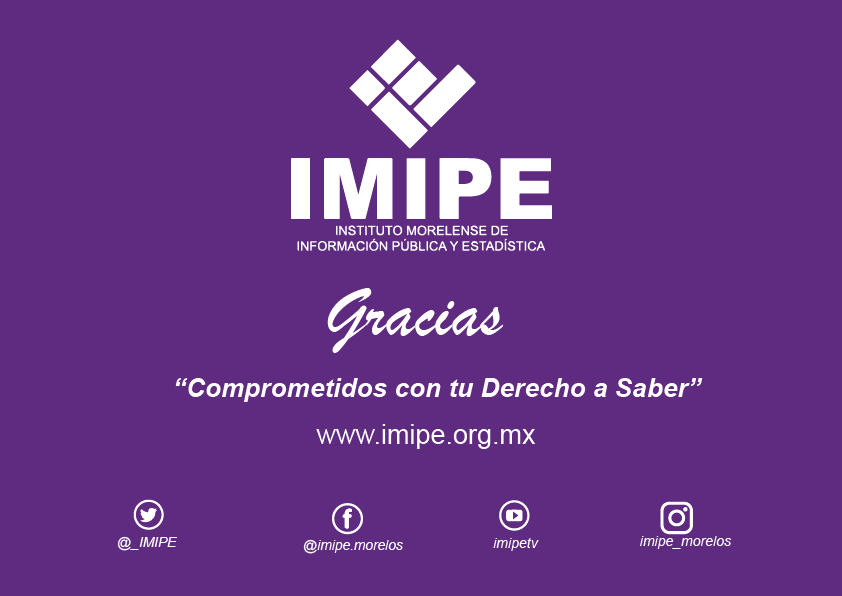 IMIPE
INSTITUTO MORELENSE DE
INFORMACIÓN PÚBLICA Y ESTADÍSTICA
Gracias
“Comprometidos con tu Derecho a Saber”
www.imipe.org.mx
@_IMIPE
@imipe.morelos
imipetv
imipe_morelos